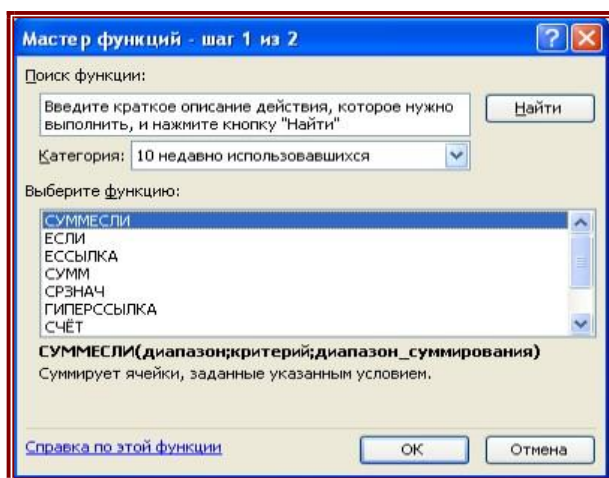 Мастер функций - шаг 1 из 2
Поиск функции:
Введите краткое описание действия, которое нужно
выполнить, и нажмите кнопку "Найти"
Найти
Категория: 10 недавно использовавшихся
Выберите функцию:
СУММЕСЛИ
ЕСЛИ
ЕССЫЛКА
СУММ
СРЗНАЧ
ГИПЕРССЫЛКА
СЧЁТ
СУММЕСЛИ(диапазон;критерий;диапазон_суммирования)
Суммирует ячейки, заданные указанным условием.
Справка по этой функции
ОК
Отмена